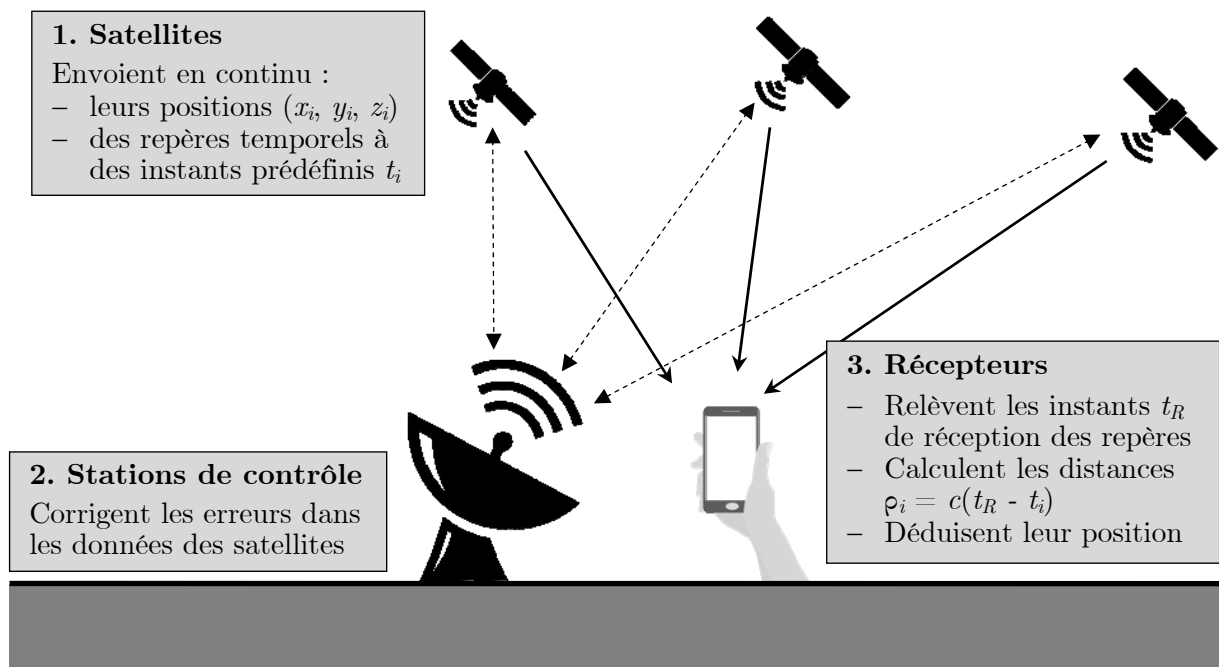 1. Satellites
Envoient en continu :
– leurs positions (xi, yi, zi)
– des repères temporels à
des instants prédéfinis ti
2. Stations de contrôle
Corrigent les erreurs dans
les données des satellites
3. Récepteurs
– Relèvent les instants tR
de réception des repères
– Calculent les distances
ρi = c(tR - ti)
– Déduisent leur position